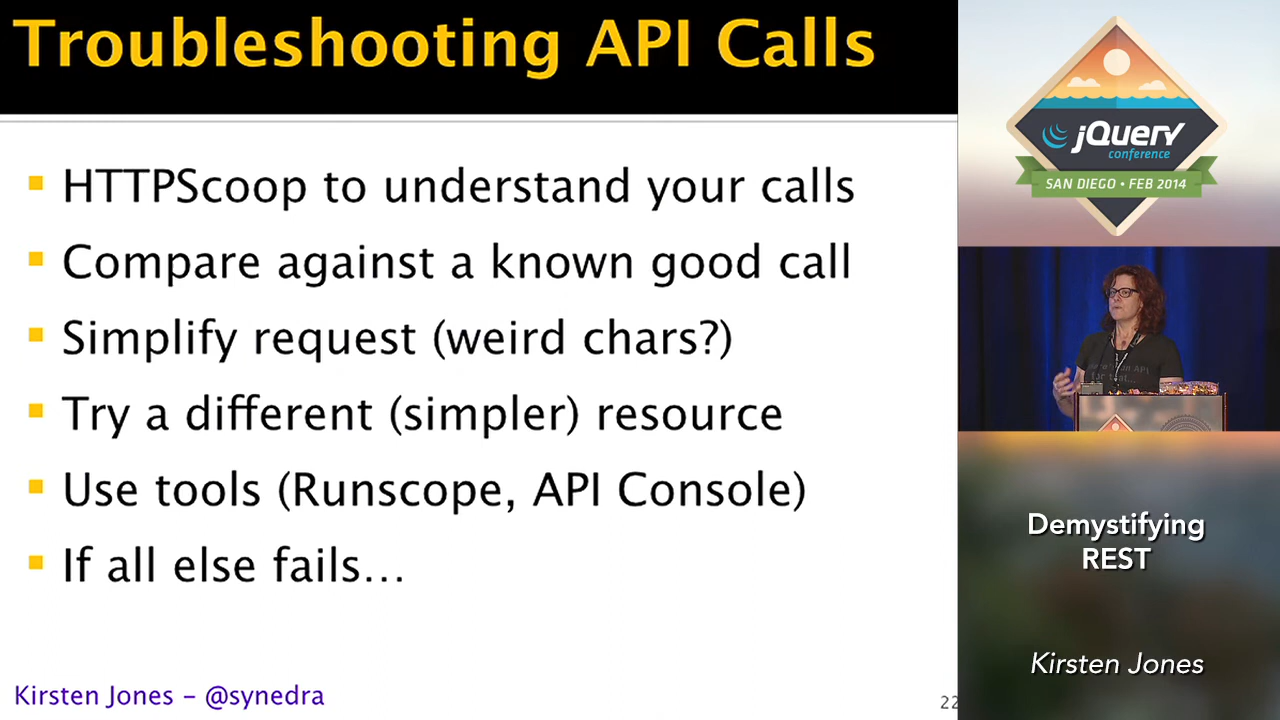 Troubleshooting API Calls
HTTPScoop to understand your calls
Compare against a known good call
Simplify request (weird chars?)
Try a different (simpler) resource
Use tools (Runscope, API Console)
If all else fails…
Kirsten Jones – @synedra
22
jQuery
conference
SAN DIEGO • FEB 2014
Demystifying
REST
Kirsten Jones